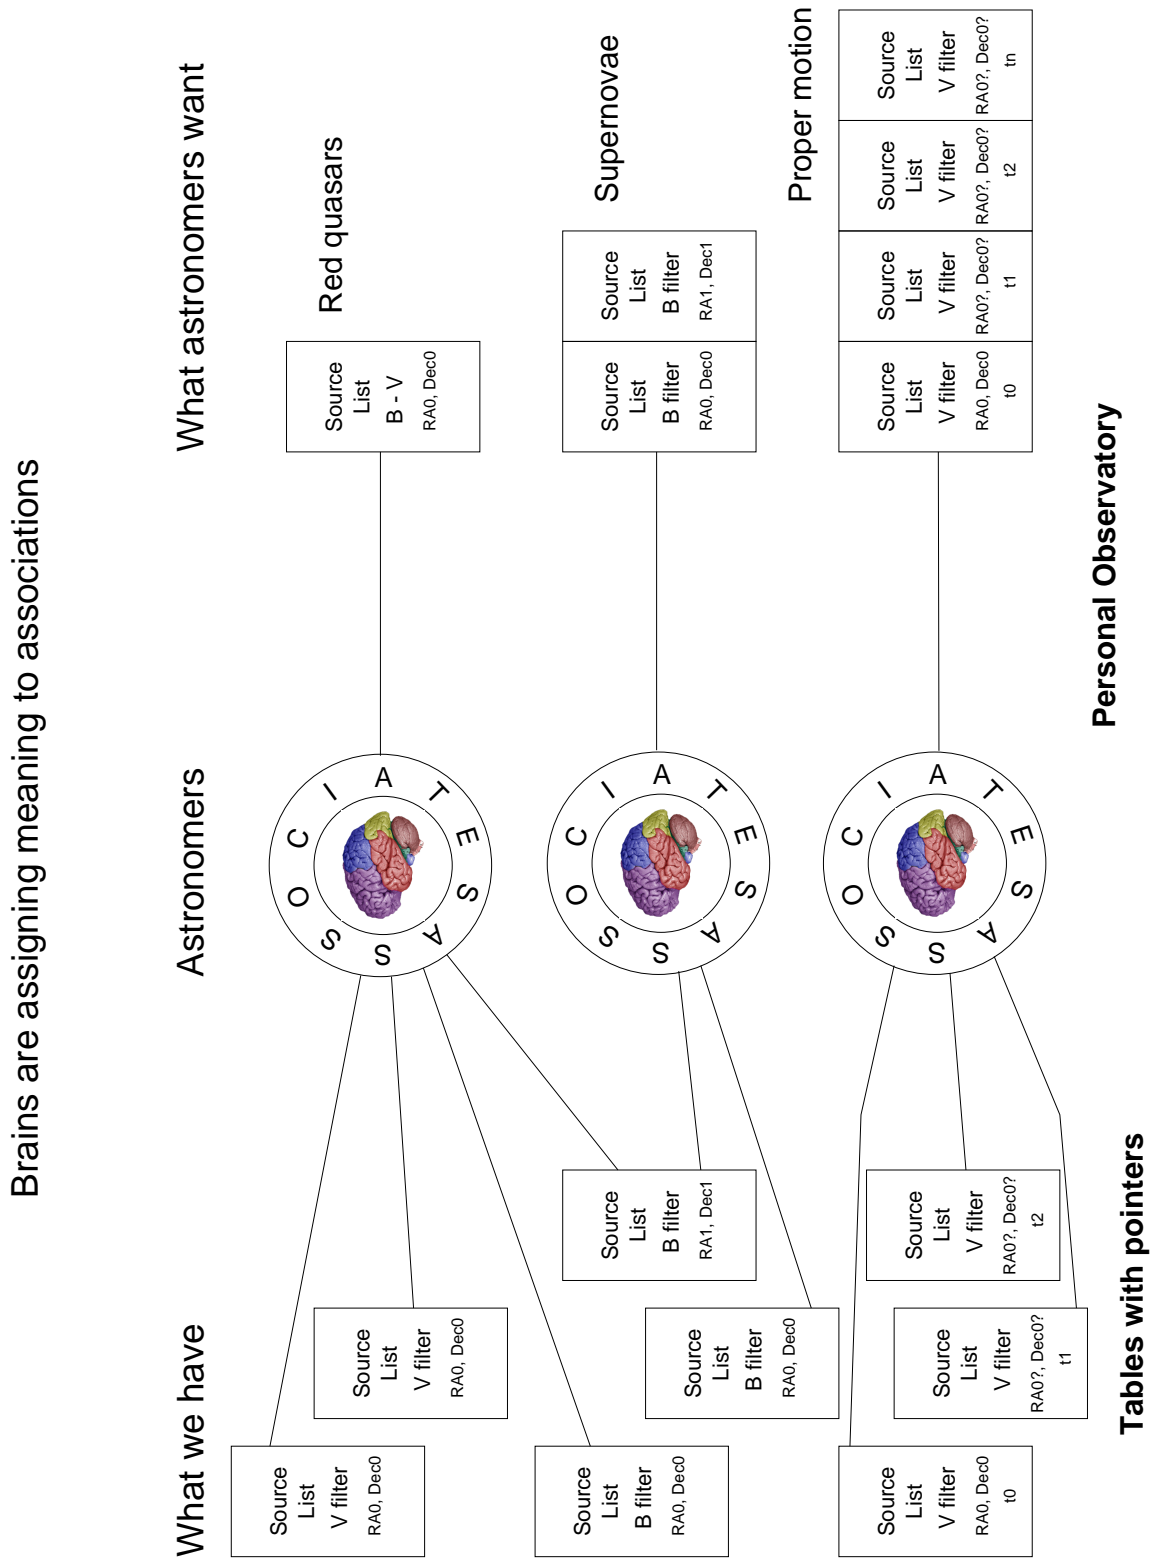 Brains are assigning meaning to associations
What we have
Astronomers
What astronomers want
Source
List
V filter
RA0, Dec0
Source
List
V filter
RA0, Dec0
ASSOCIATES
Source
List
B - V
RA0, Dec0
Red quasars
Source
List
B filter
RA0, Dec0
Source
List
B filter
RA1, Dec1
Source
List
B filter
RA0, Dec0
ASSOCIATES
Source
List
B filter
RA0, Dec0
Source
List
B filter
RA1, Dec1
Supernovae
Source
List
V filter
RA0, Dec0
t0
Source
List
V filter
RA0?, Dec0?
t1
Source
List
V filter
RA0?, Dec0?
t2
ASSOCIATES
Source
List
V filter
RA0, Dec0
t0
Source
List
V filter
RA0?, Dec0?
t1
Source
List
V filter
RA0?, Dec0?
t2
Source
List
V filter
RA0?, Dec0?
tn
Proper motion
Tables with pointers
Personal Observatory